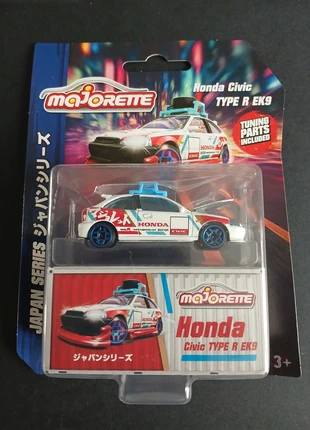 majorette
Honda Civic
TYPE R EK9
TUNING
PARTS
INCLUDED
JAPAN SERIES ジャパンシリーズ
HONDA
CIVIC
majorette
Honda
Civic TYPE R EK9
ジャパンシリーズ
3+